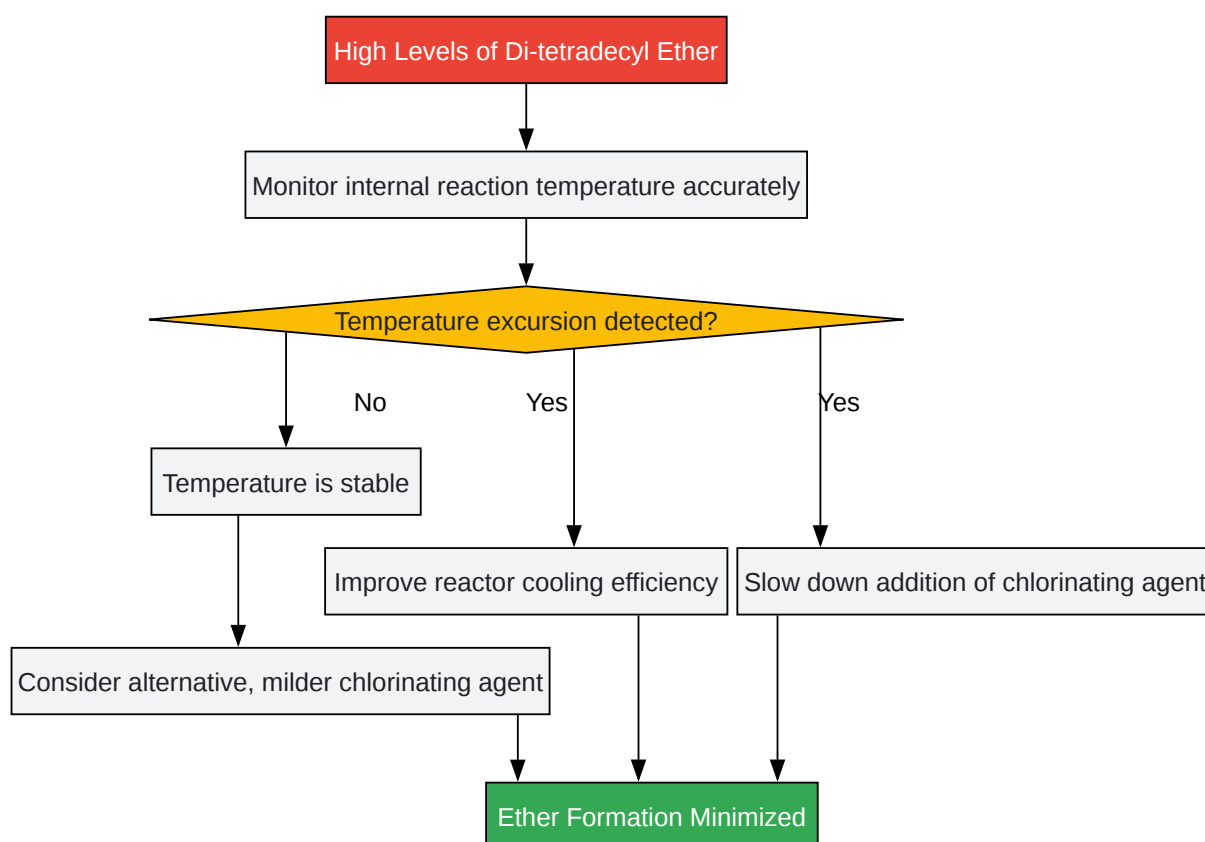 High Levels of Di-tetradecyl Ether
Monitor internal reaction temperature accurately
Temperature excursion detected?
No
Yes
Yes
Temperature is stable
Improve reactor cooling efficiency
Slow down addition of chlorinating agent
Consider alternative, milder chlorinating agent
Ether Formation Minimized